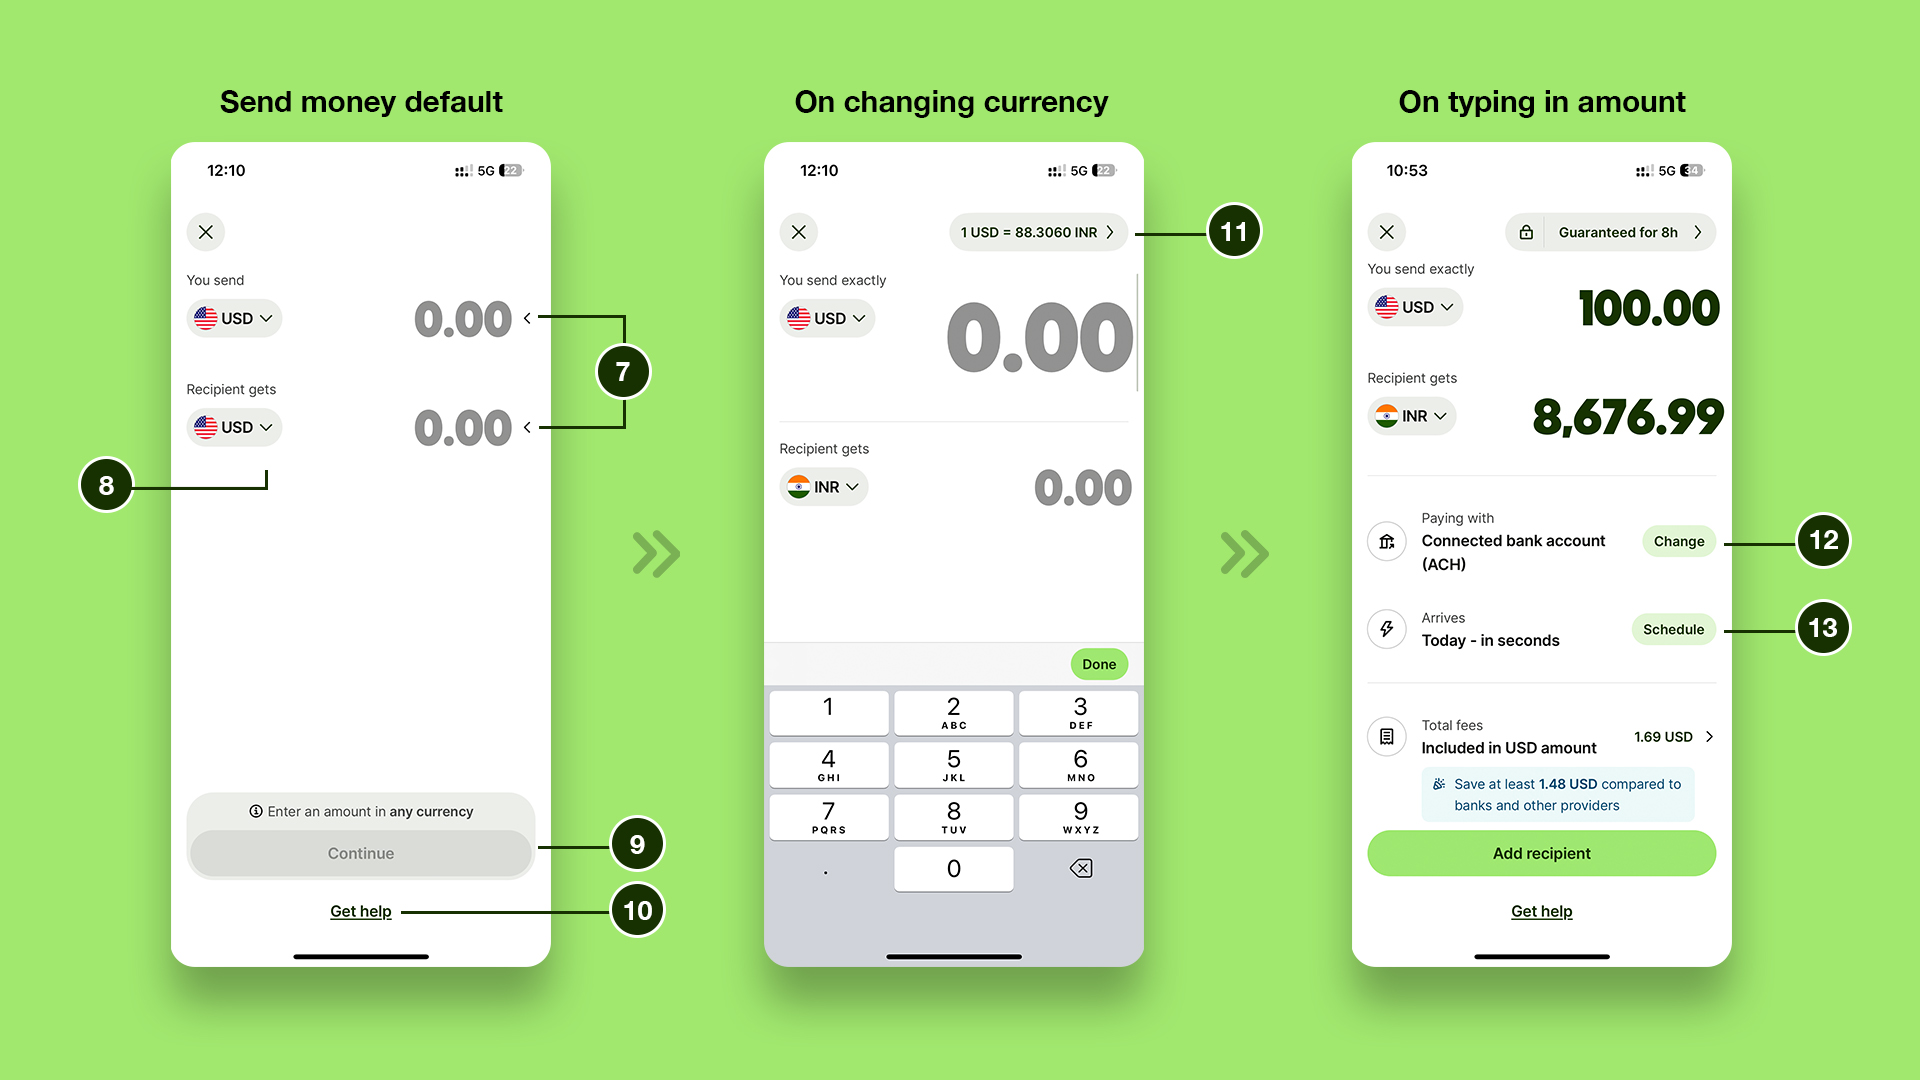 Send money default
12:10
5G 22
You send
USD 0.00
Recipient gets
USD 0.00
7
8
Enter an amount in any currency
Continue
9
Get help
10
On changing currency
12:10
5G 22
1 USD = 88.3060 INR
11
You send exactly
USD 0.00
Recipient gets
INR 0.00
Done
1
2 ABC
3 DEF
4 GHI
5 JKL
6 MNO
7 PQRS
8 TUV
9 WXYZ
. 0
On typing in amount
10:53
5G 34
Guaranteed for 8h
You send exactly
USD 100.00
Recipient gets
INR 8,676.99
Paying with
Connected bank account
(ACH)
Change
12
Arrives
Today - in seconds
Schedule
13
Total fees
Included in USD amount
1.69 USD
Save at least 1.48 USD compared to
banks and other providers
Add recipient
Get help